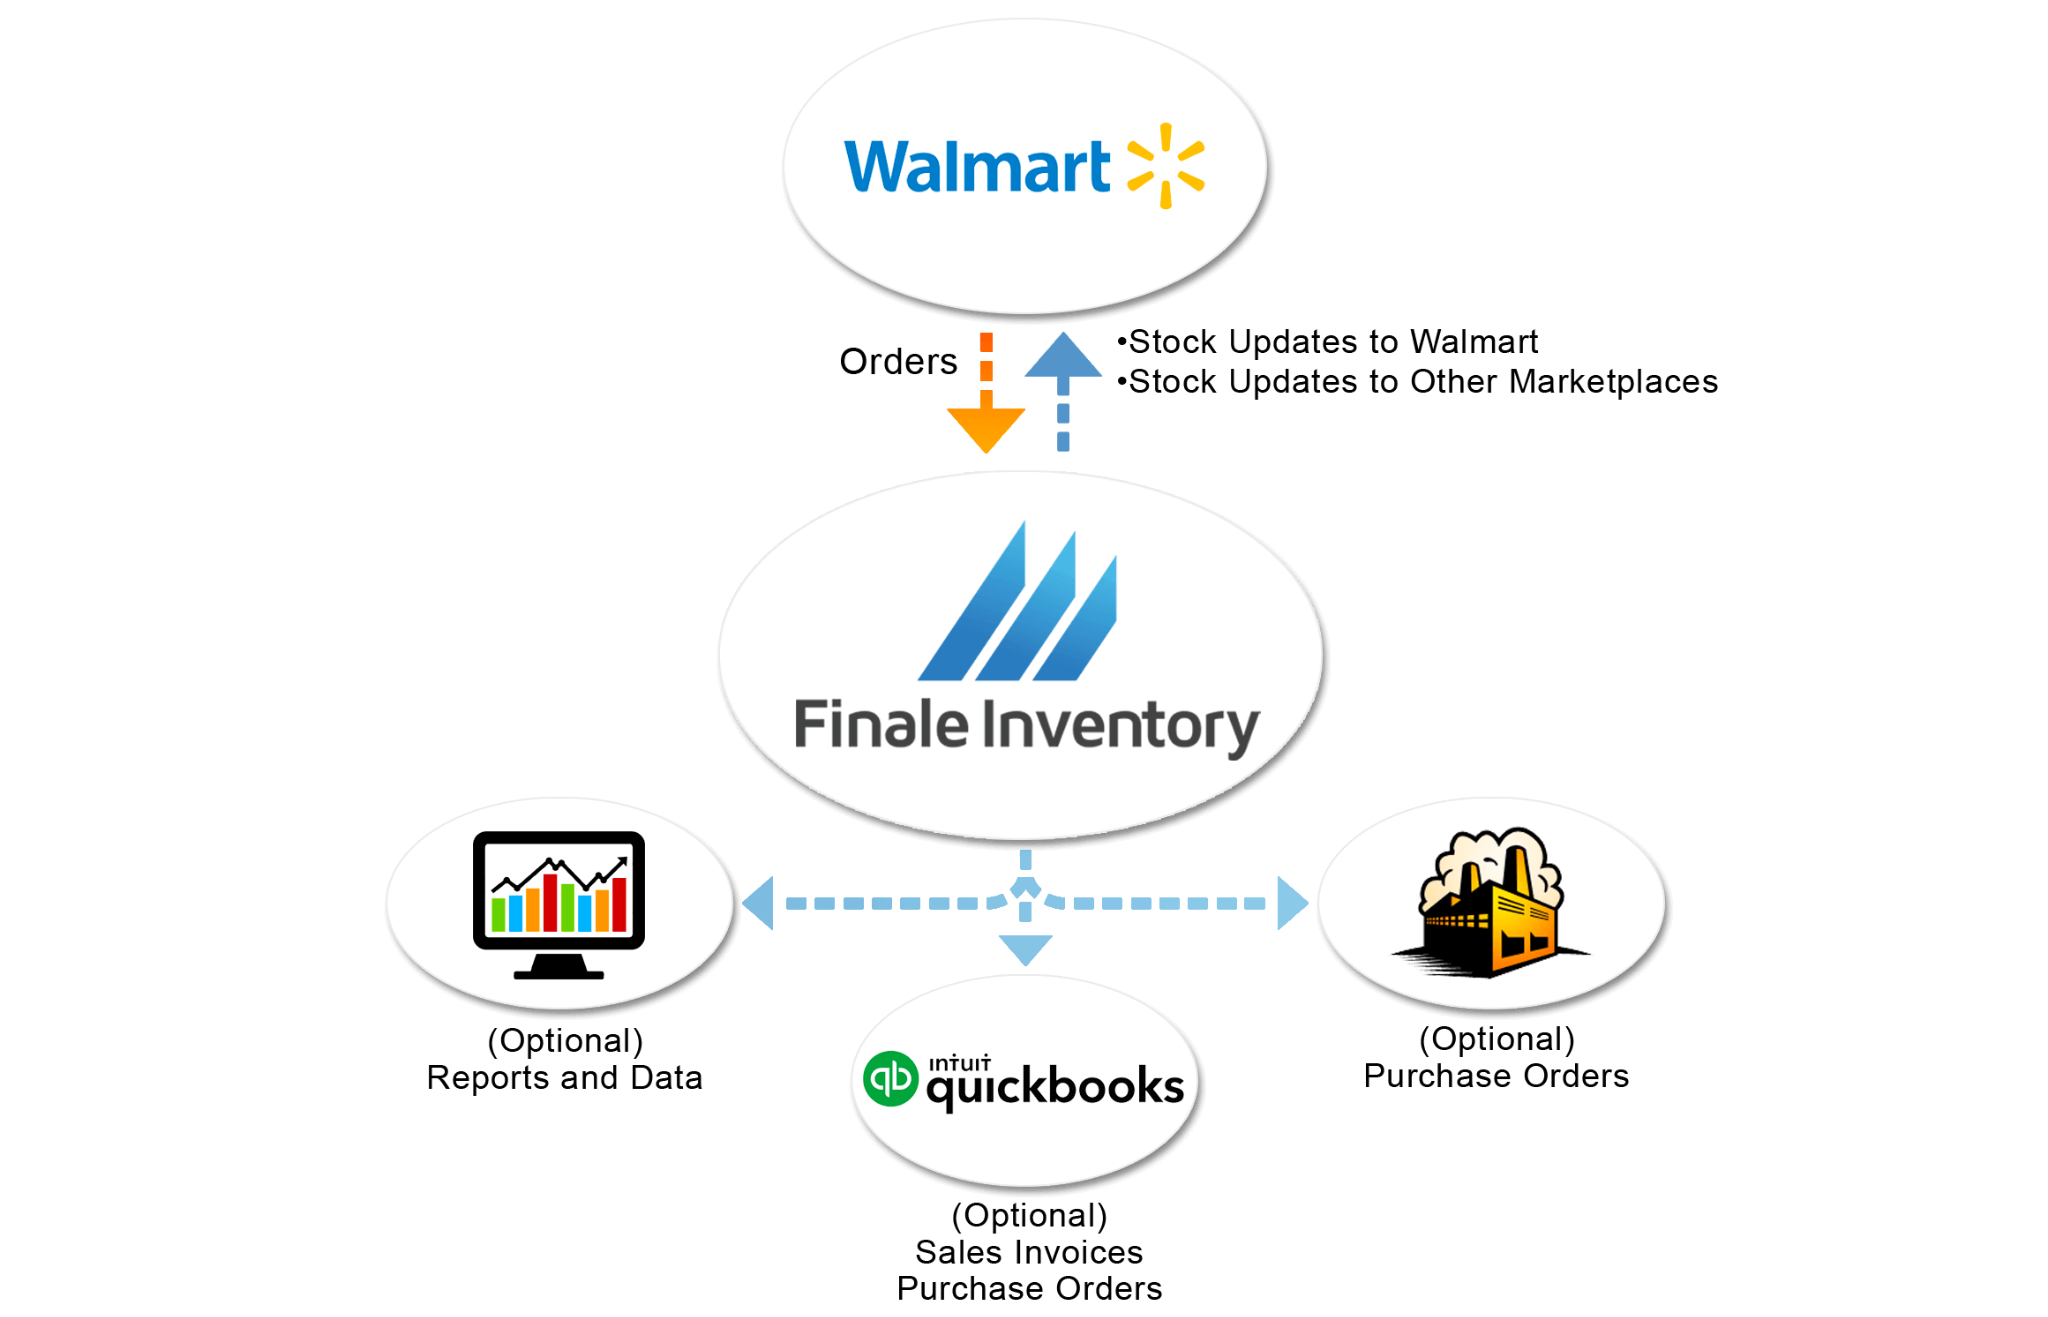 Walmart
Orders
•Stock Updates to Walmart
•Stock Updates to Other Marketplaces
Finale Inventory
(Optional)
Reports and Data
(Optional)
Purchase Orders
qb
intuit
quickbooks
(Optional)
Sales Invoices
Purchase Orders